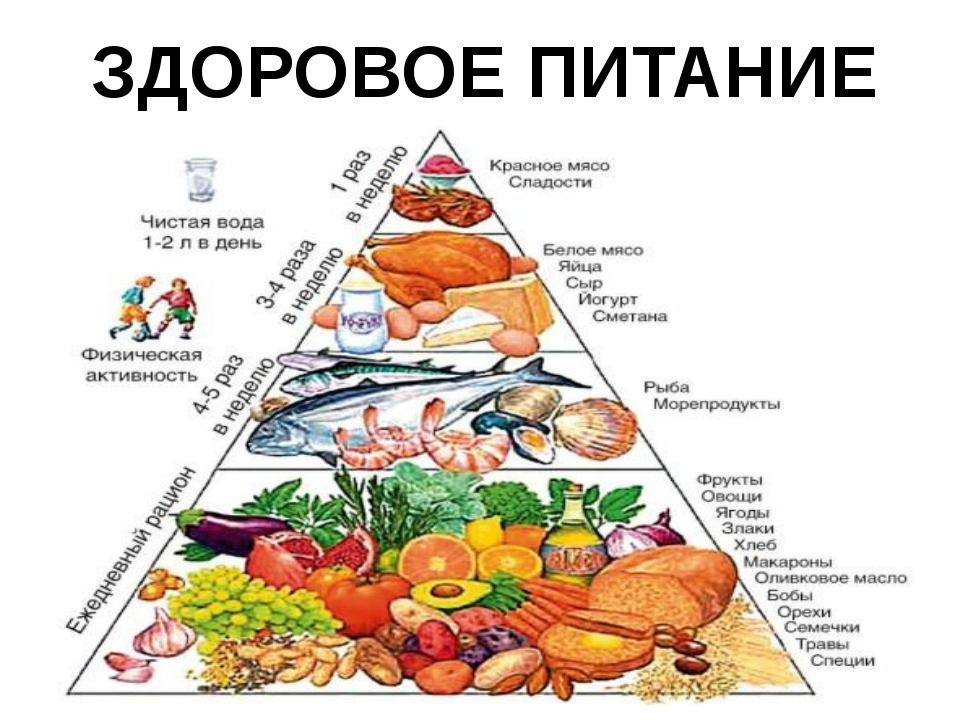 ЗДОРОВОЕ ПИТАНИЕ
1 раз
в неделю
Красное мясо
Сладости
Чистая вода
1-2 л в день
3-4 раза
в неделю
Белое мясо
Яйца
Сыр
Йогурт
Сметана
Физическая
активность
4-5 раз
в неделю
Рыба
Морепродукты
Ежедневный рацион
Фрукты
Овощи
Ягоды
Злаки
Хлеб
Макароны
Оливковое масло
Бобы
Орехи
Семечки
Травы
Специи